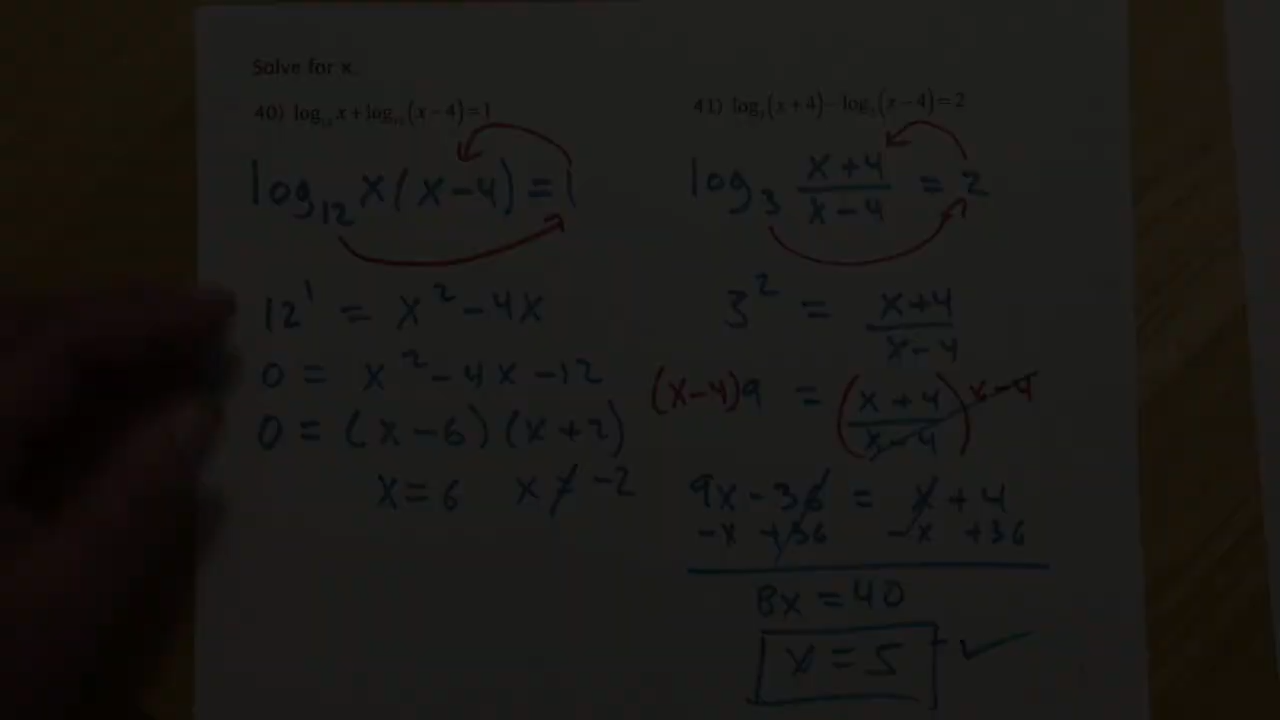 Solve for x.
40) log₁₂ x + log₁₂ (x − 4) = 1
log₁₂ x(x − 4) = 1
12¹ = x² − 4x
0 = x² − 4x − 12
0 = (x − 6)(x + 2)
x = 6 x ≠ −2
41) log₃ (x + 4) − log₃ (x − 4) = 2
log₃ (x + 4)/(x − 4) = 2
3² = (x + 4)/(x − 4)
(x − 4)9 = ((x + 4)/(x − 4)) x − 4
9x − 36 = x + 4
−x +36 −x +36
8x = 40
x = 5 ✓